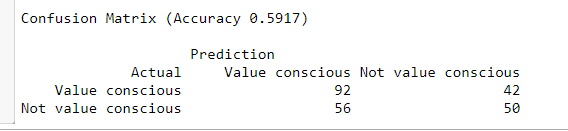 Confusion Matrix (Accuracy 0.5917)
Prediction
Actual Value conscious Not value conscious
Value conscious 92 42
Not value conscious 56 50